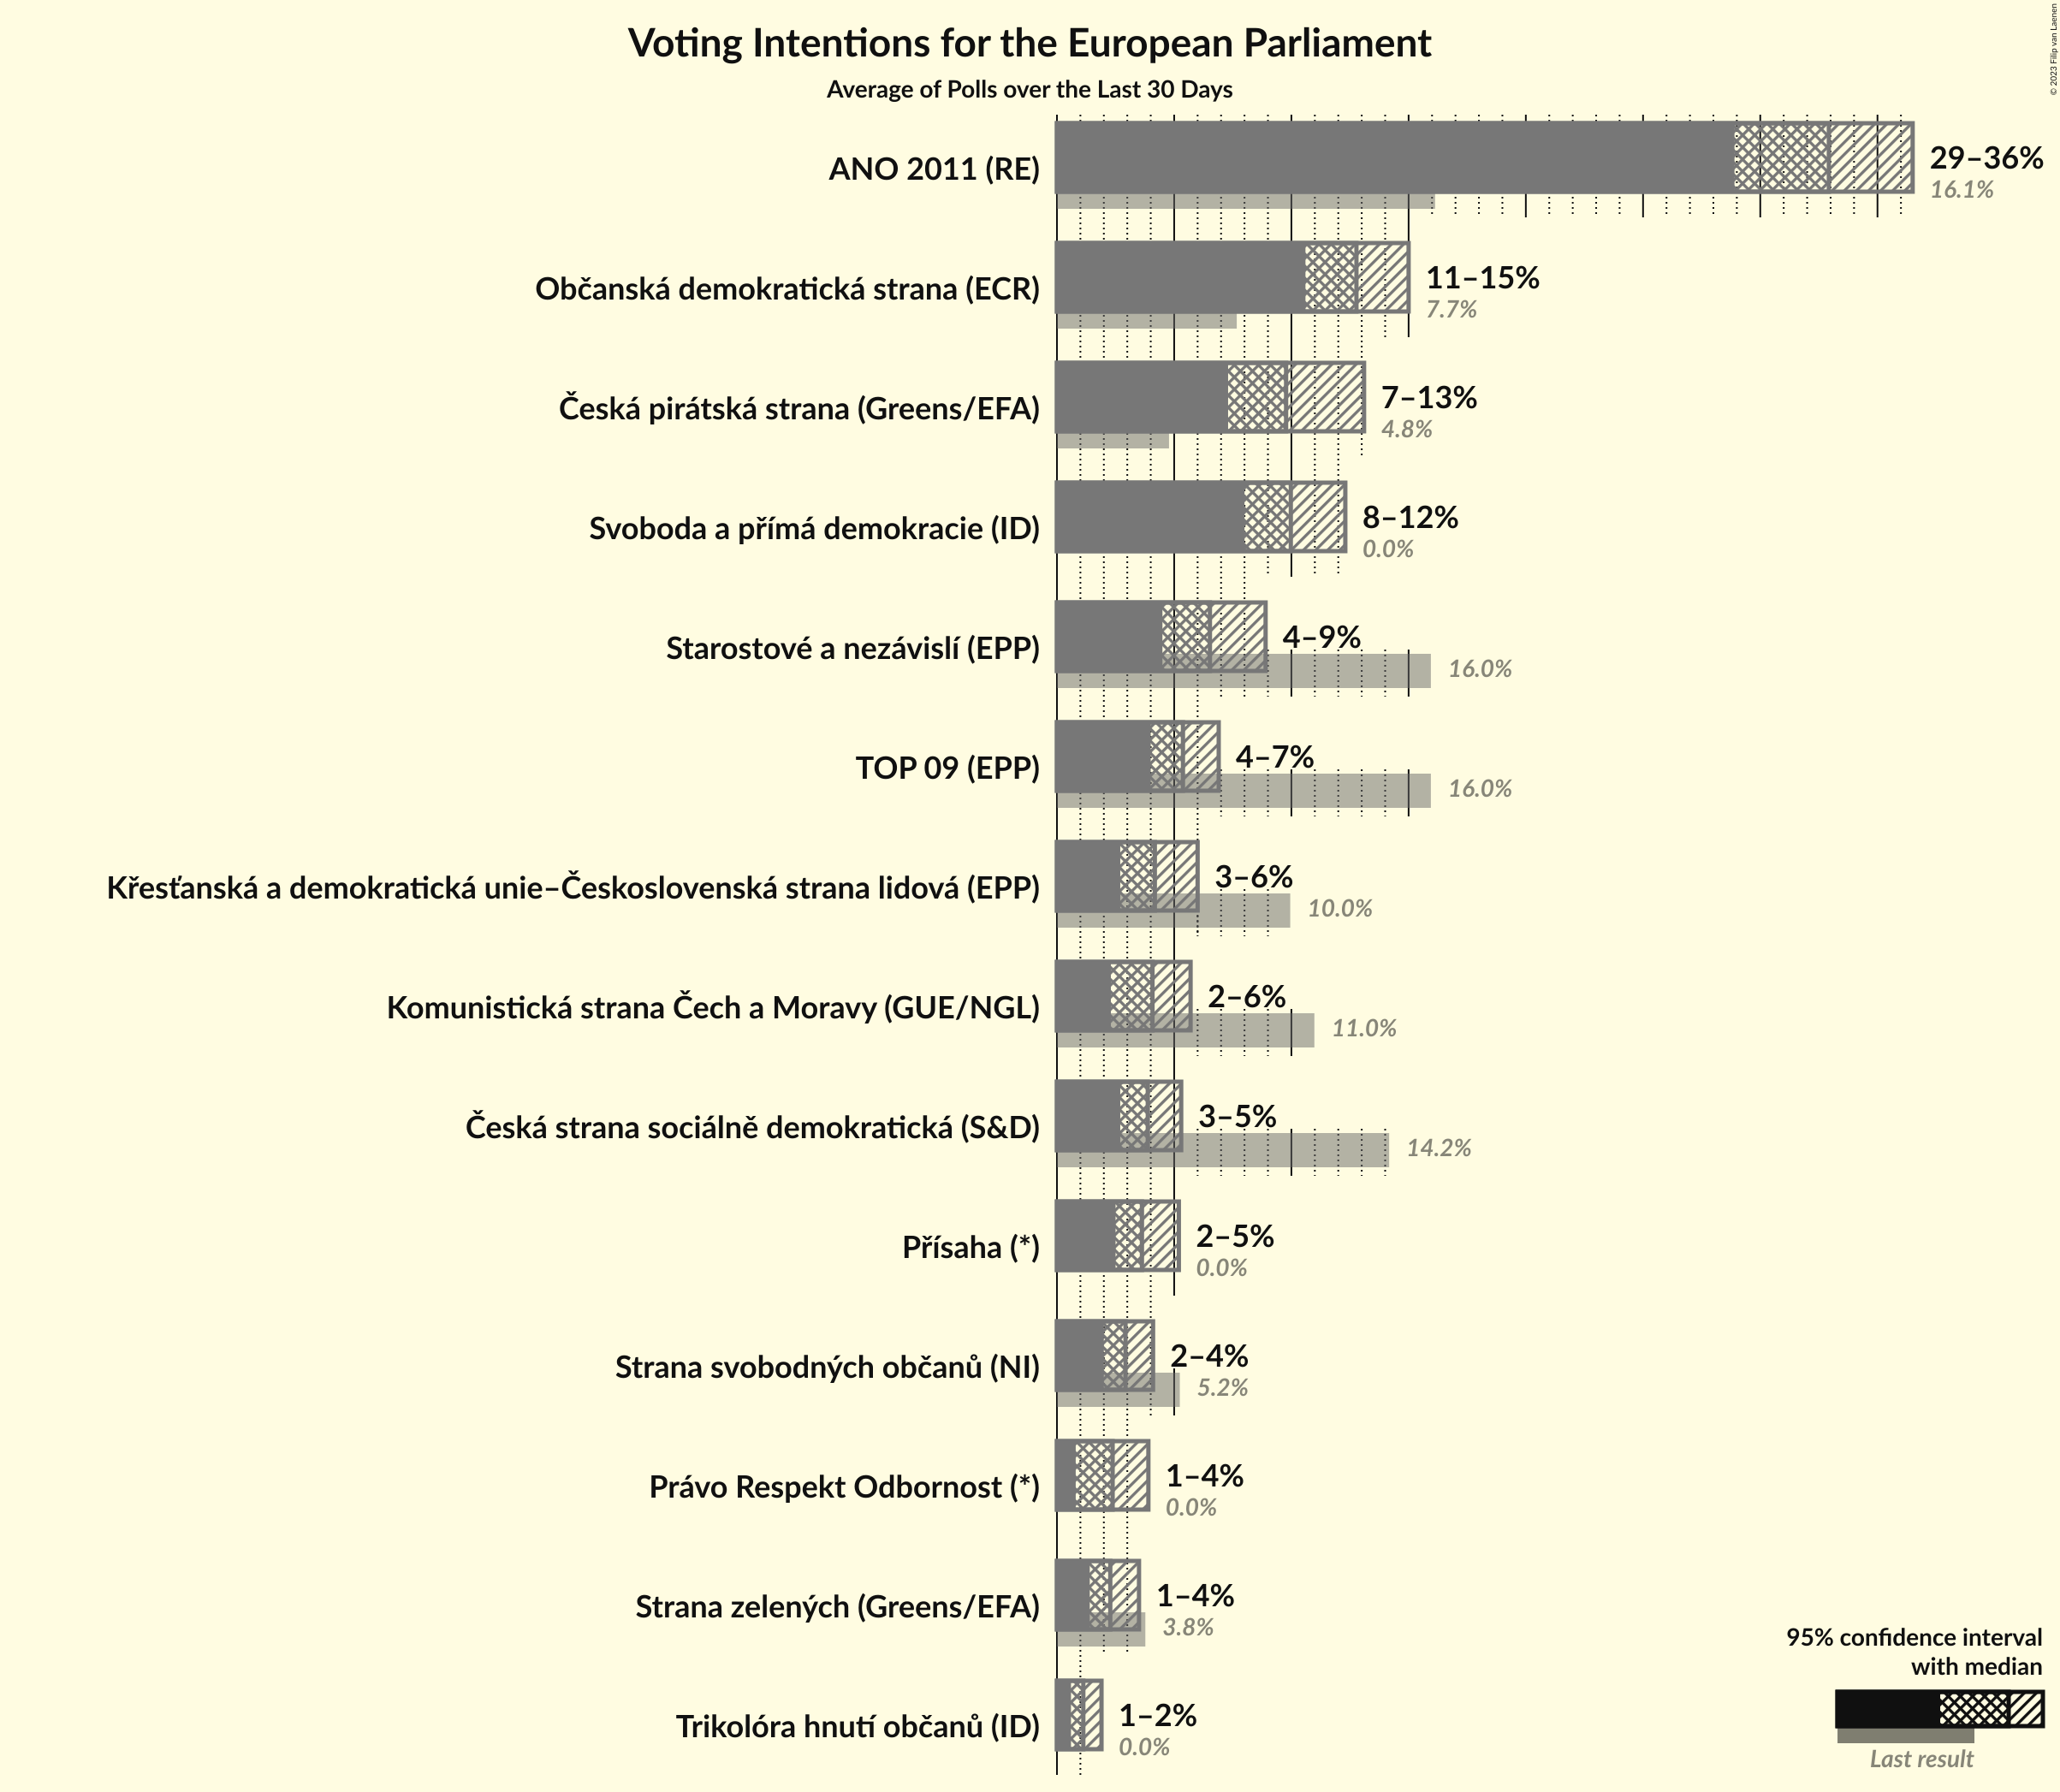 Voting Intentions for the European Parliament
Average of Polls over the Last 30 Days
© 2023 Filip van Laenen
ANO 2011 (RE)
29–36%
16.1%
Občanská demokratická strana (ECR)
11–15%
7.7%
Česká pirátská strana (Greens/EFA)
7–13%
4.8%
Svoboda a přímá demokracie (ID)
8–12%
0.0%
Starostové a nezávislí (EPP)
4–9%
16.0%
TOP 09 (EPP)
4–7%
16.0%
Křesťanská a demokratická unie–Československá strana lidová (EPP)
3–6%
10.0%
Komunistická strana Čech a Moravy (GUE/NGL)
2–6%
11.0%
Česká strana sociálně demokratická (S&D)
3–5%
14.2%
Přísaha (*)
2–5%
0.0%
Strana svobodných občanů (NI)
2–4%
5.2%
Právo Respekt Odbornost (*)
1–4%
0.0%
Strana zelených (Greens/EFA)
1–4%
3.8%
Trikolóra hnutí občanů (ID)
1–2%
0.0%
95% confidence interval
with median
Last result